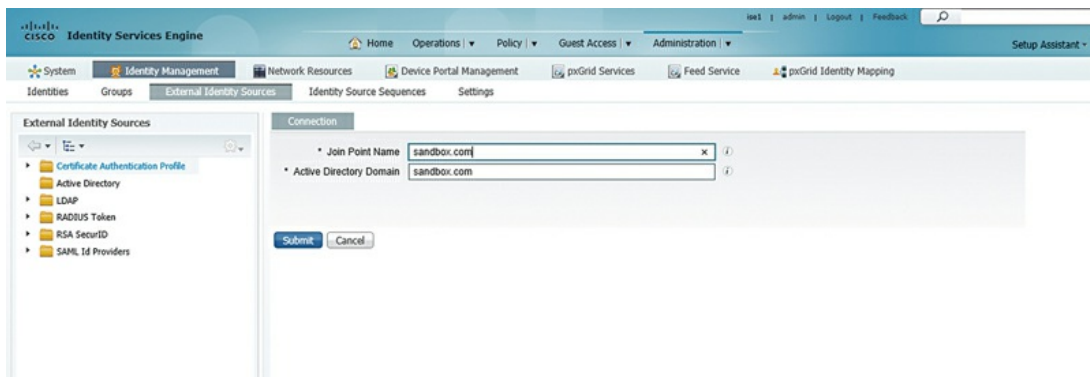 ise1 | admin | Logout | Feedback
CISCO Identity Services Engine
Home Operations | Policy | Guest Access | Administration |
Setup Assistant
System Identity Management Network Resources Device Portal Management pxGrid Services Feed Service pxGrid Identity Mapping
Identities Groups External Identity Sources Identity Source Sequences Settings
External Identity Sources
Certificate Authentication Profile
Active Directory
LDAP
RADIUS Token
RSA SecurID
SAML Id Providers
Connection
* Join Point Name sandbox.com
* Active Directory Domain sandbox.com
Submit Cancel